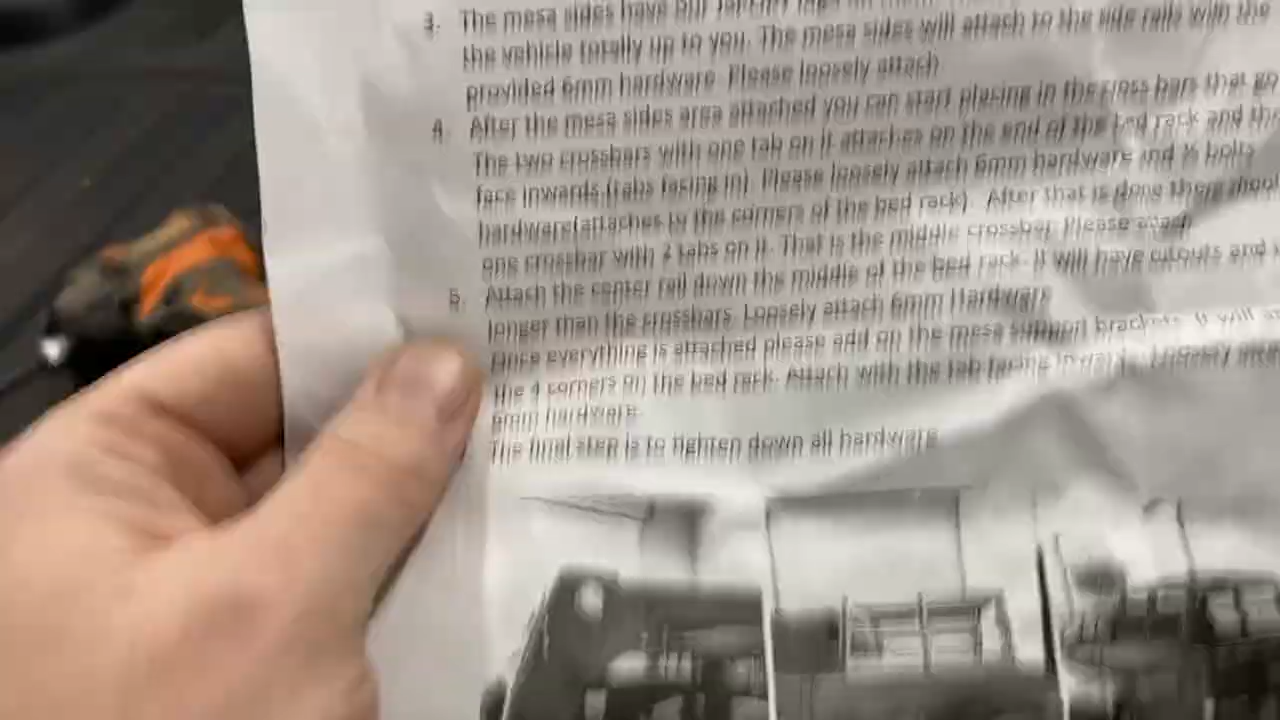 3. The mesa sides have
the vehicle totally up to you. The mesa sides will attach to the side rails with the
provided 6mm hardware. Please loosely attach
4. After the mesa sides area attached you can start placing in the cross bars that go
The two crossbars with one tab on it attaches on the end of the bed rack and the
face inwards.(tabs facing in). Please loosely attach 6mm hardware and ¾ bolts
hardware(attaches to the corners of the bed rack). After that is done there
one crossbar with 2 tabs on it. That is the middle crossbar. Please attach
5. Attach the center rail down the middle of the bed rack. It will have cutouts and
longer than the crossbars. Loosely attach 6mm Hardware
Once everything is attached please add on the mesa support brackets. It will
the 4 corners on the bed rack. Attach with the tab facing inwards. Loosely
6mm hardware.
The final step is to tighten down all hardware